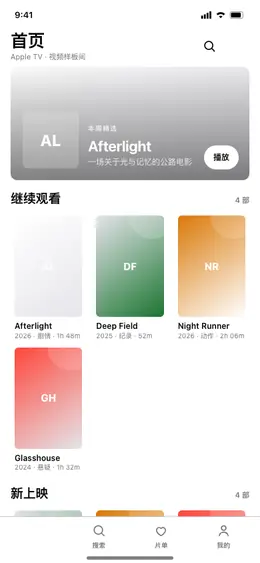 9:41
首页
Apple TV · 视频样板间
AL
本周精选
Afterlight
一场关于光与记忆的公路电影
播放
继续观看
4 部
DF
NR
Afterlight
2026 · 剧情 · 1h 48m
Deep Field
2025 · 纪录 · 52m
Night Runner
2026 · 动作 · 2h 06m
GH
Glasshouse
2024 · 悬疑 · 1h 32m
新上映
4 部
搜索
片单
我的